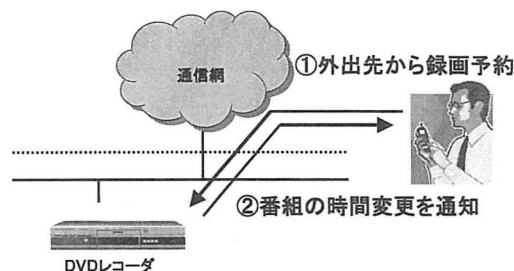 通信網
①外出先から録画予約
②番組の時間変更を通知
DVDレコーダ